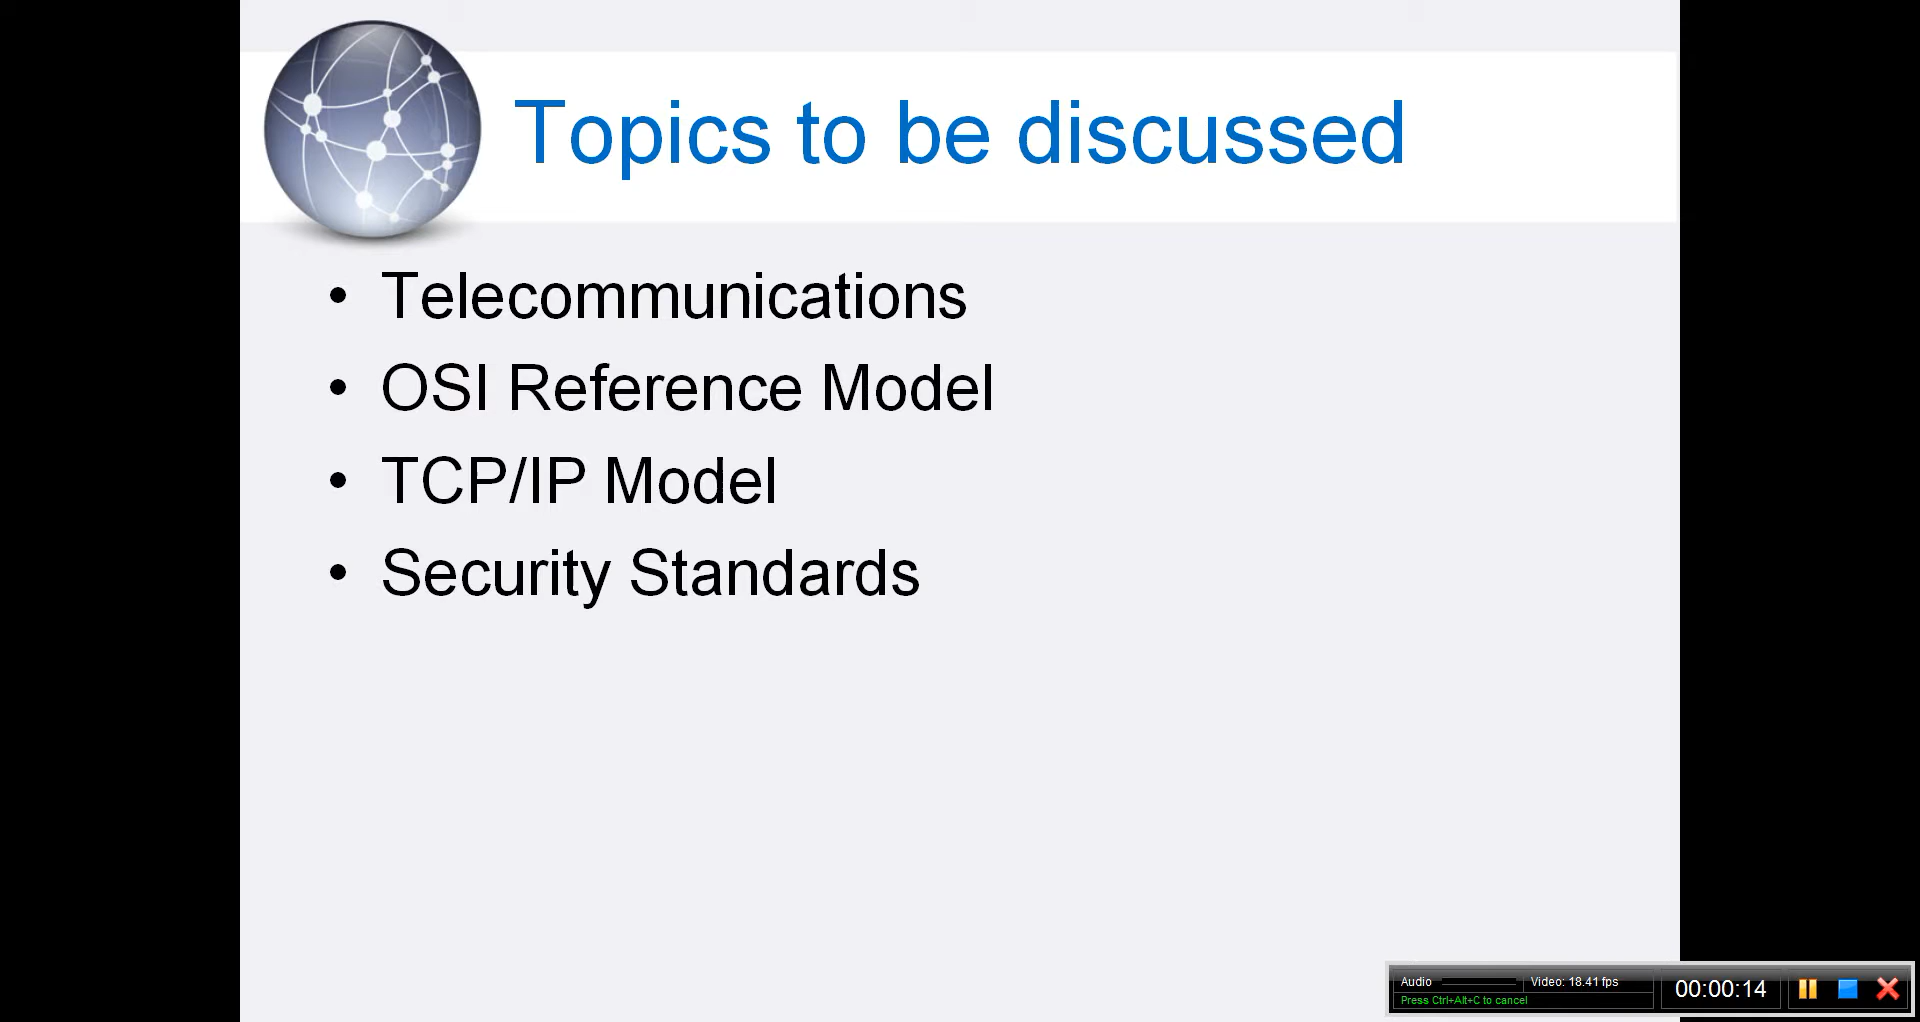 Topics to be discussed
• Telecommunications
• OSI Reference Model
• TCP/IP Model
• Security Standards
Audio Video: 18.41 fps
Press Ctrl+Alt+C to cancel
00:00:14